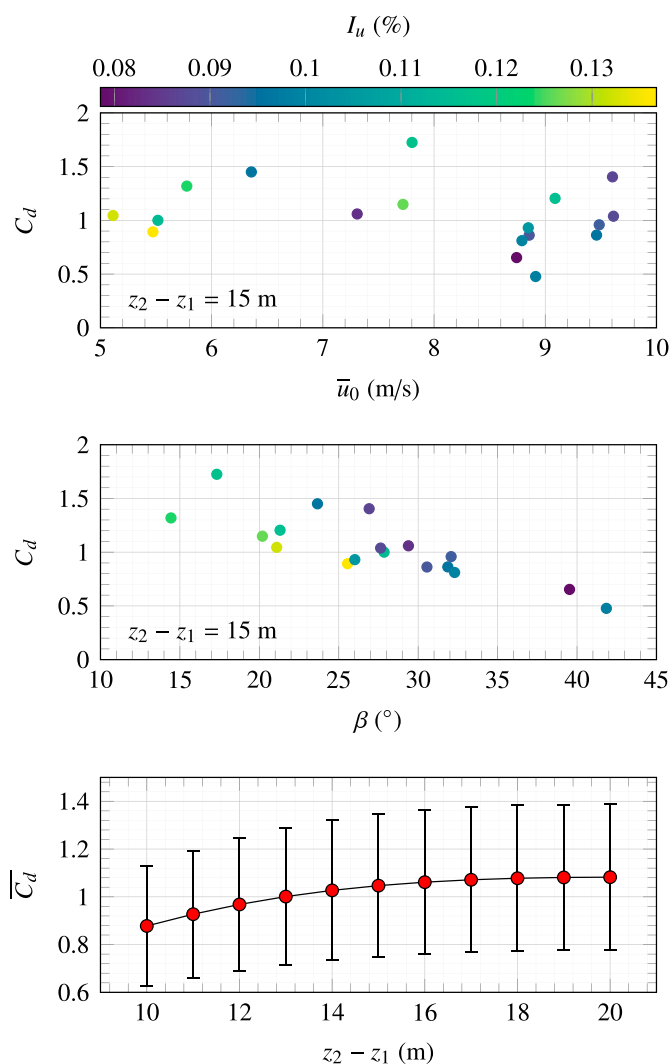 I_u (%)
0.08 0.09 0.1 0.11 0.12 0.13
2
1.5
1
0.5
0
C_d
z_2 − z_1 = 15 m
5 6 7 8 9 10
u̅_0 (m/s)
2
1.5
1
0.5
0
C_d
z_2 − z_1 = 15 m
10 15 20 25 30 35 40 45
β (°)
1.4
1.2
1
0.8
0.6
C̅_d
10 12 14 16 18 20
z_2 − z_1 (m)